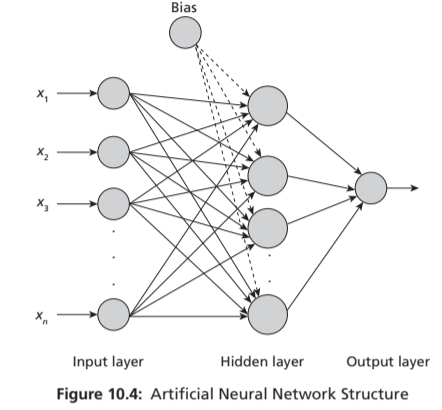 Bias
x1
x2
x3
xn
Input layer Hidden layer Output layer
Figure 10.4: Artificial Neural Network Structure